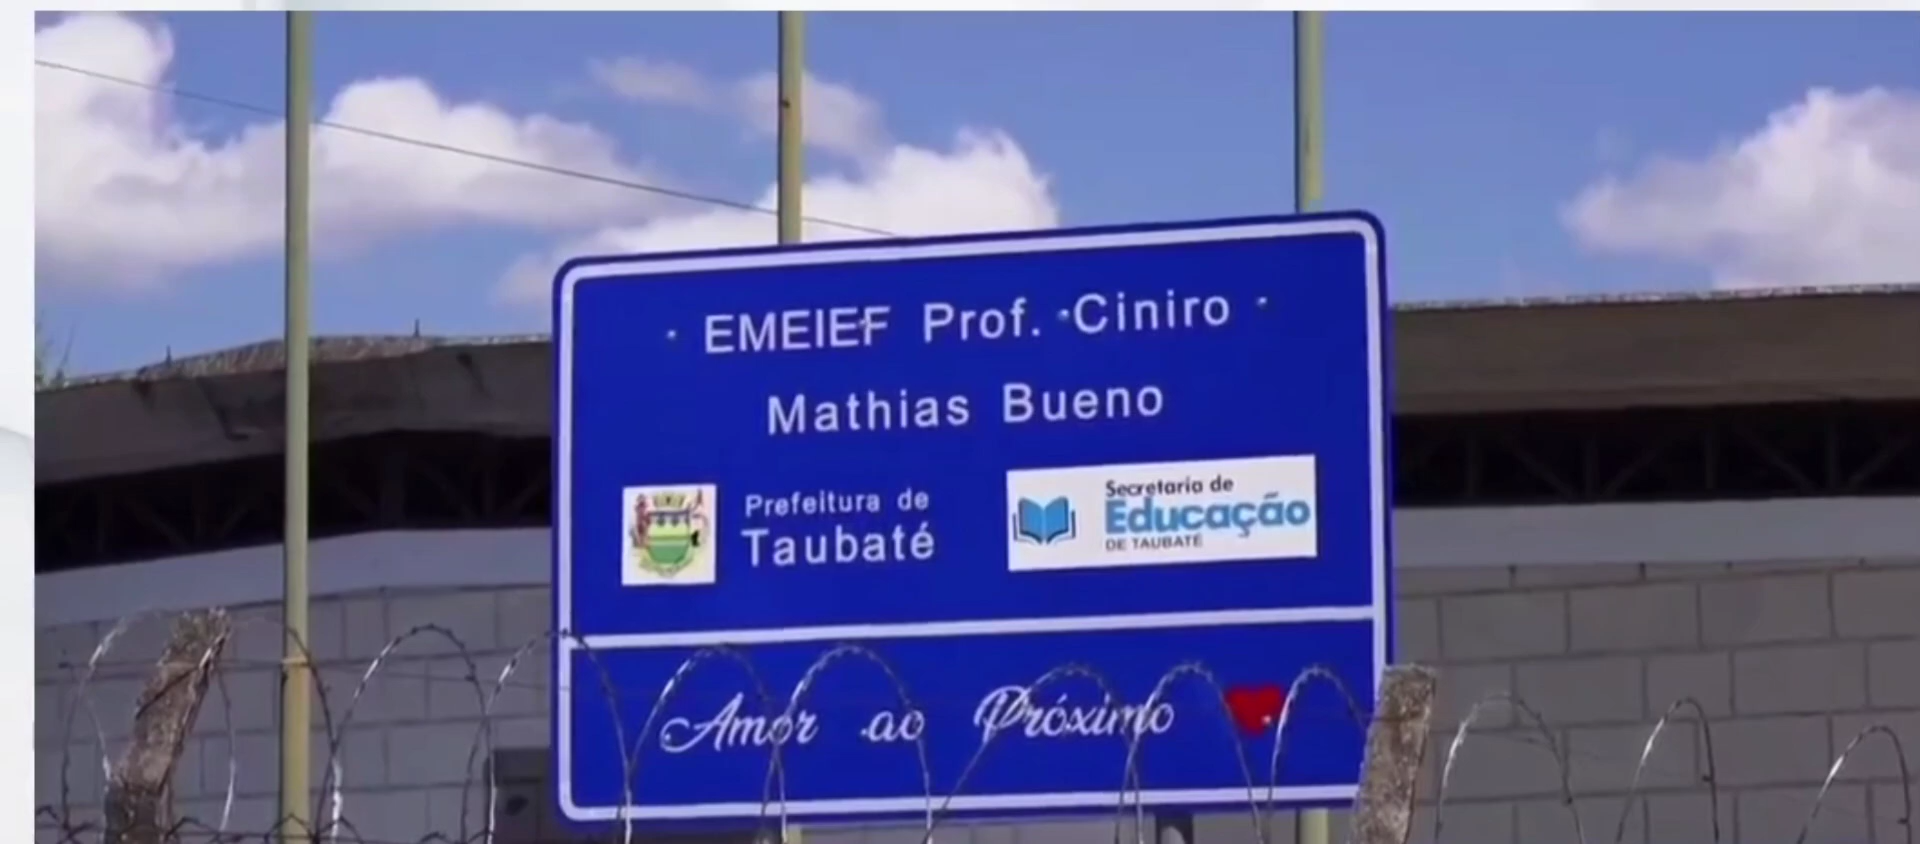 EMEIEF Prof. Ciniro
Mathias Bueno
Prefeitura de
Taubaté
Secretaria de
Educação
DE TAUBATÉ
Amor ao Próximo